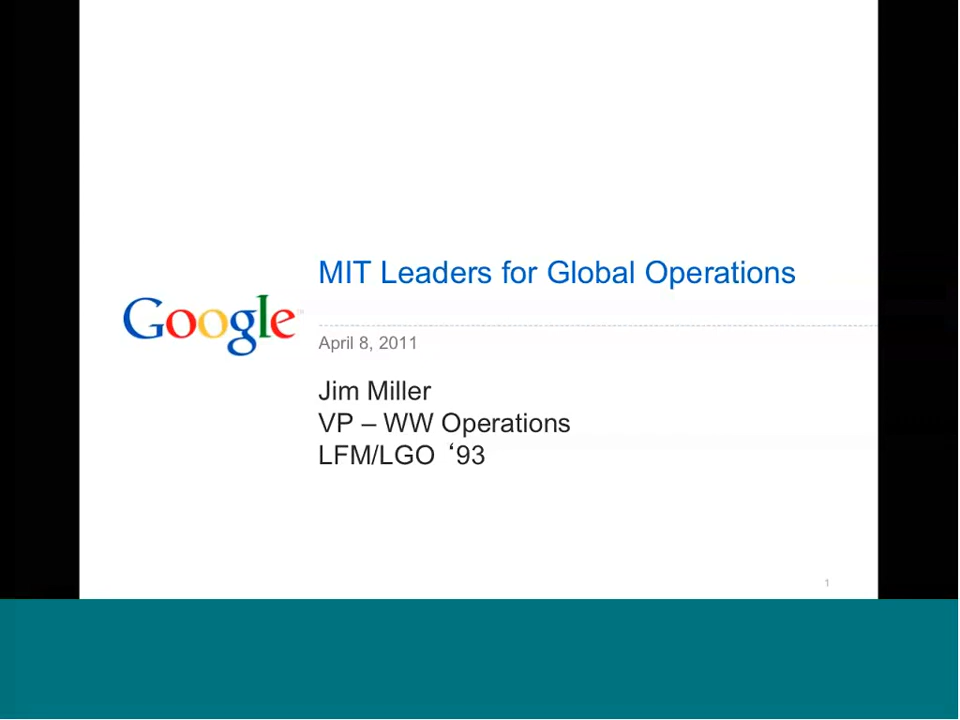 MIT Leaders for Global Operations
Google
April 8, 2011
Jim Miller
VP – WW Operations
LFM/LGO ‘93
1